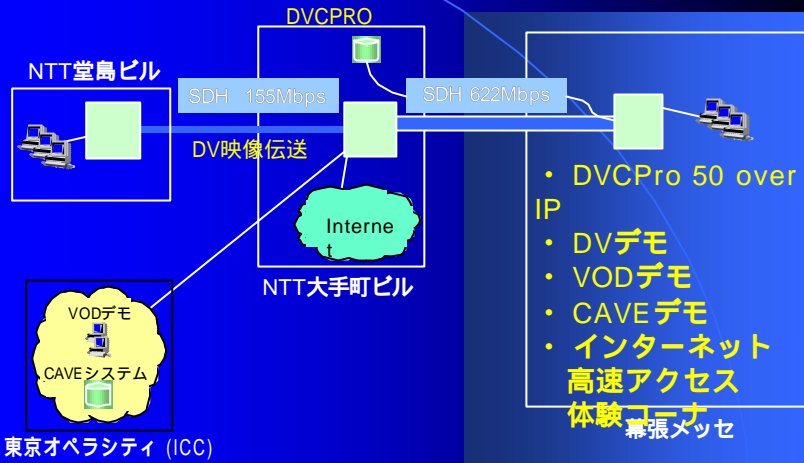 DVCPRO
NTT堂島ビル
SDH 155Mbps
SDH 622Mbps
DV映像伝送
Interne
t
NTT大手町ビル
VODデモ
CAVEシステム
東京オペラシティ (ICC)
・ DVCPro 50 over
IP
・ DVデモ
・ VODデモ
・ CAVEデモ
・ インターネット
高速アクセス
体験コーナ
幕張メッセ